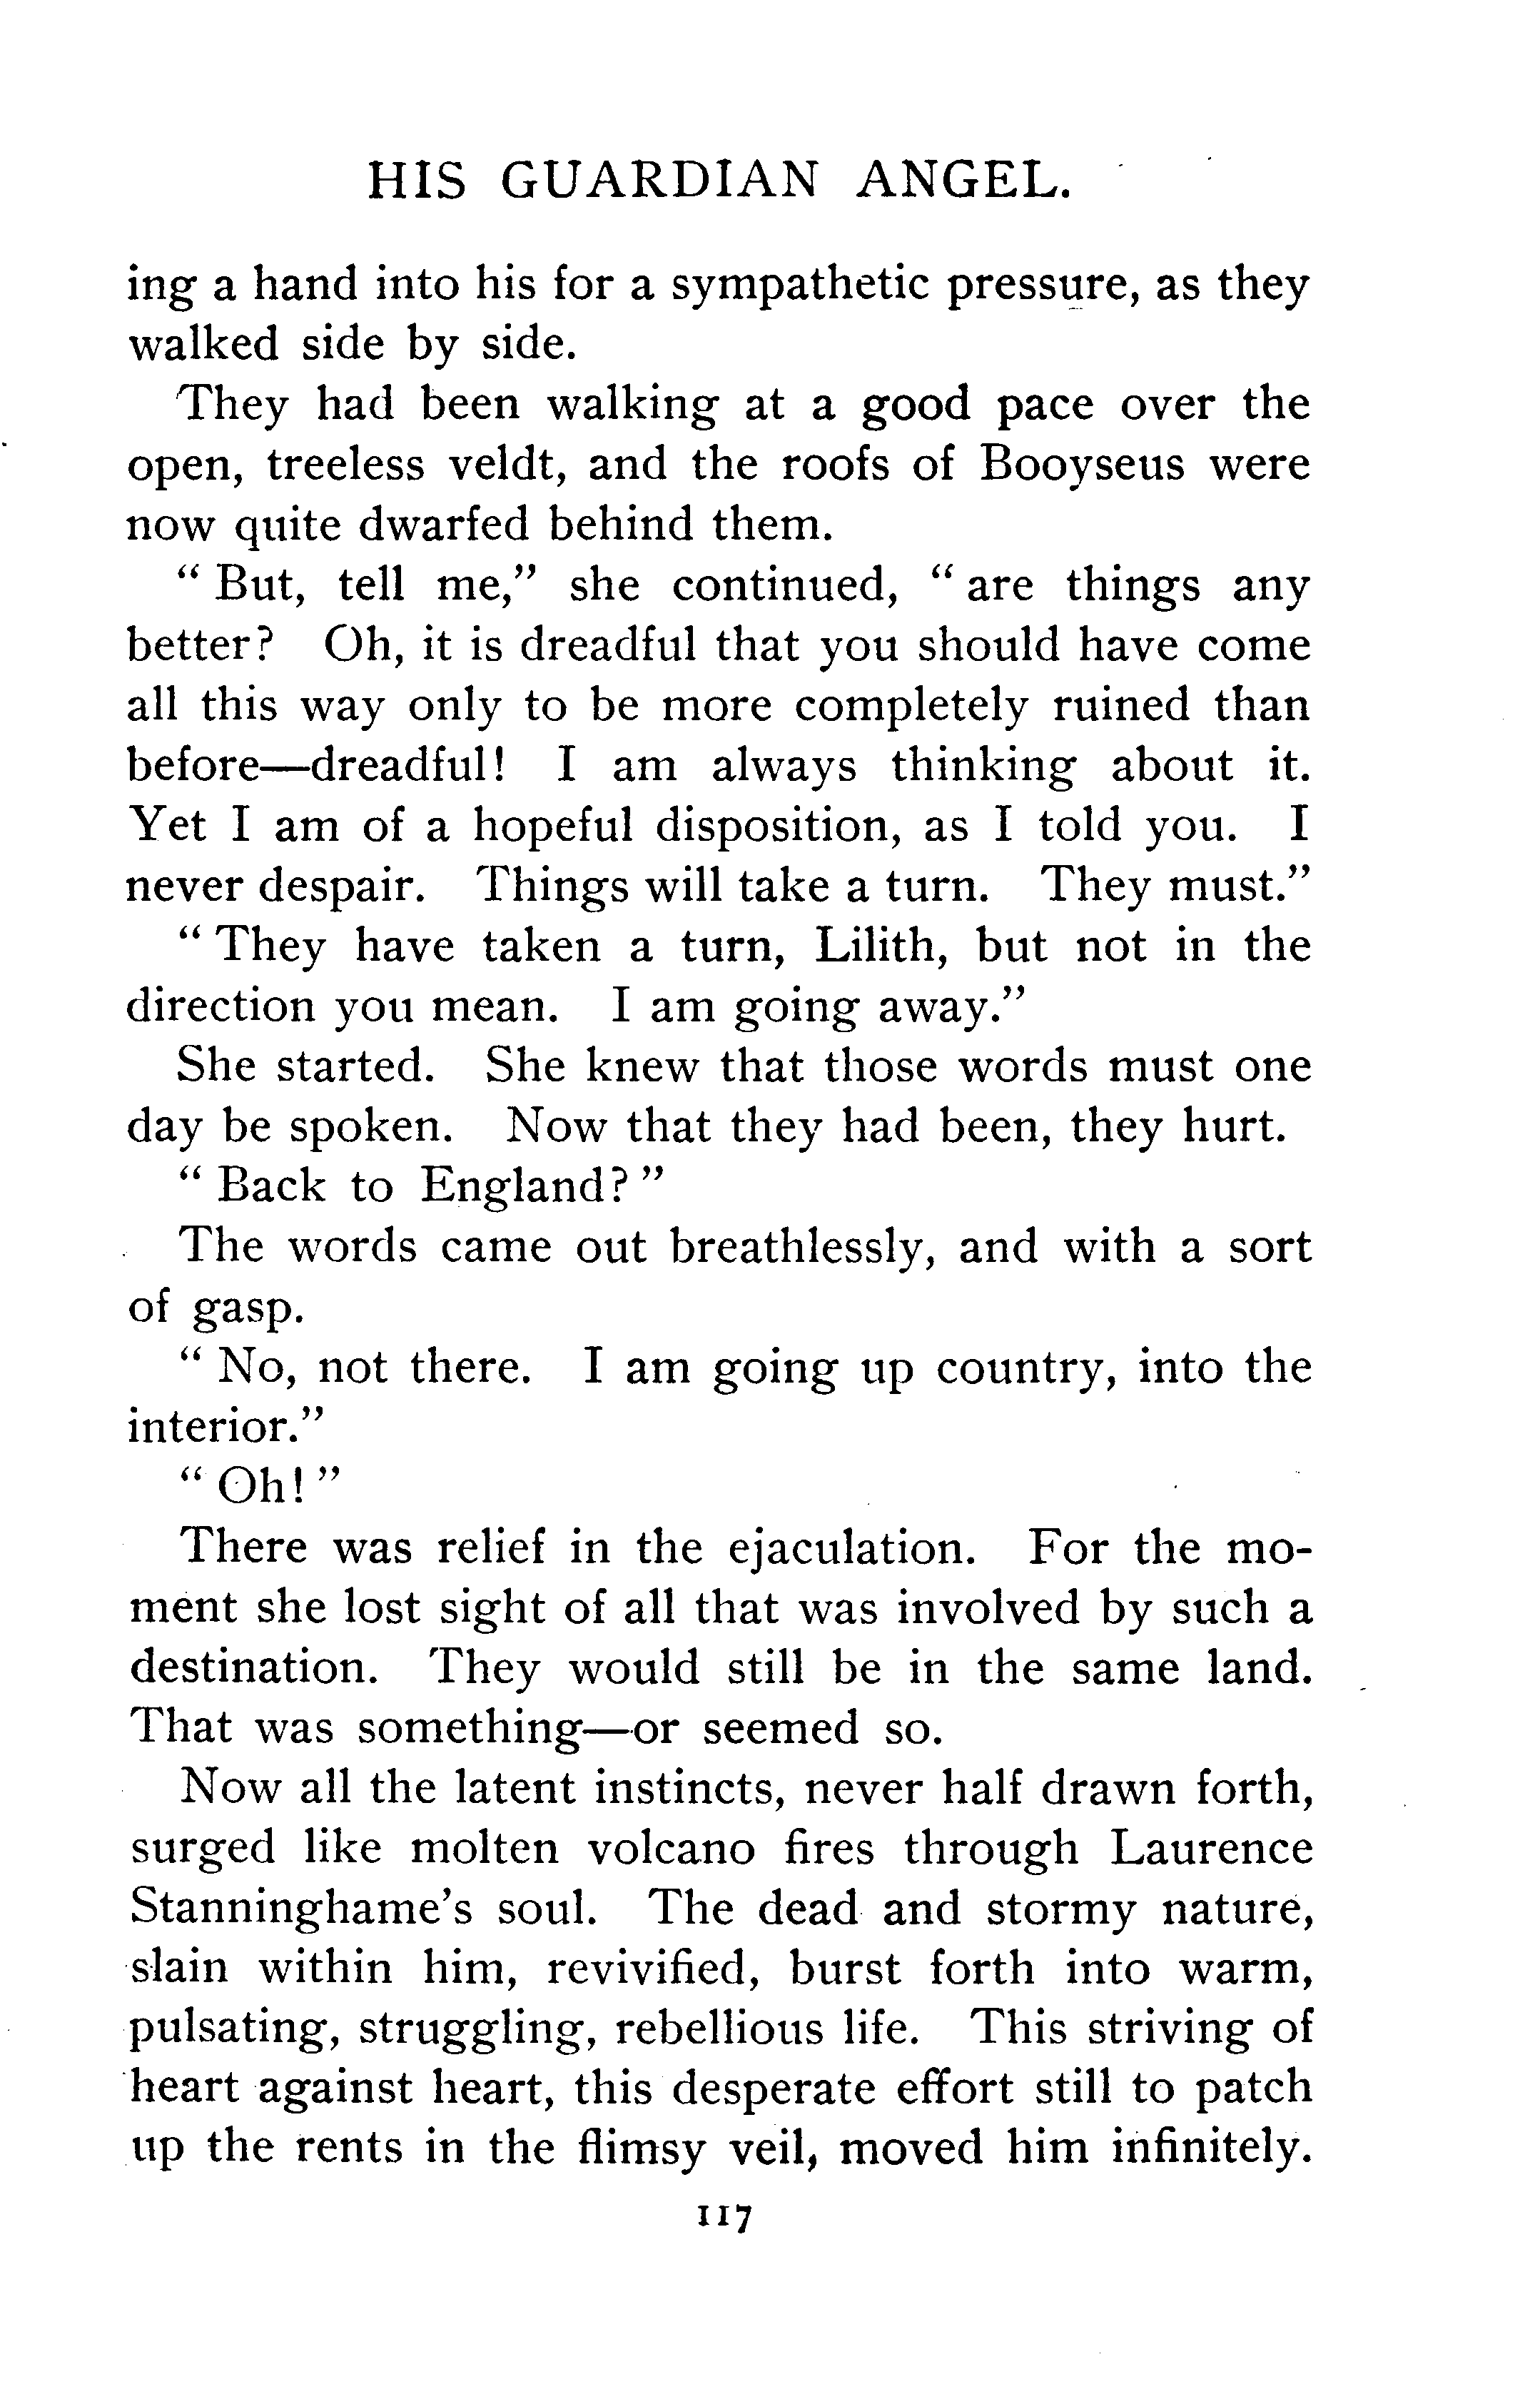 HIS GUARDIAN ANGEL.
ing a hand into his for a sympathetic pressure, as they
walked side by side.
They had been walking at a good pace over the
open, treeless veldt, and the roofs of Booyseus were
now quite dwarfed behind them.
“ But, tell me,” she continued, “ are things any
better? Oh, it is dreadful that you should have come
all this way only to be more completely ruined than
before—dreadful! I am always thinking about it.
Yet I am of a hopeful disposition, as I told you. I
never despair. Things will take a turn. They must.”
“ They have taken a turn, Lilith, but not in the
direction you mean. I am going away.”
She started. She knew that those words must one
day be spoken. Now that they had been, they hurt.
“ Back to England? ”
The words came out breathlessly, and with a sort
of gasp.
“ No, not there. I am going up country, into the
interior.”
“ Oh! ”
There was relief in the ejaculation. For the mo-
ment she lost sight of all that was involved by such a
destination. They would still be in the same land.
That was something—or seemed so.
Now all the latent instincts, never half drawn forth,
surged like molten volcano fires through Laurence
Stanninghame’s soul. The dead and stormy nature,
slain within him, revivified, burst forth into warm,
pulsating, struggling, rebellious life. This striving of
heart against heart, this desperate effort still to patch
up the rents in the flimsy veil, moved him infinitely.
117